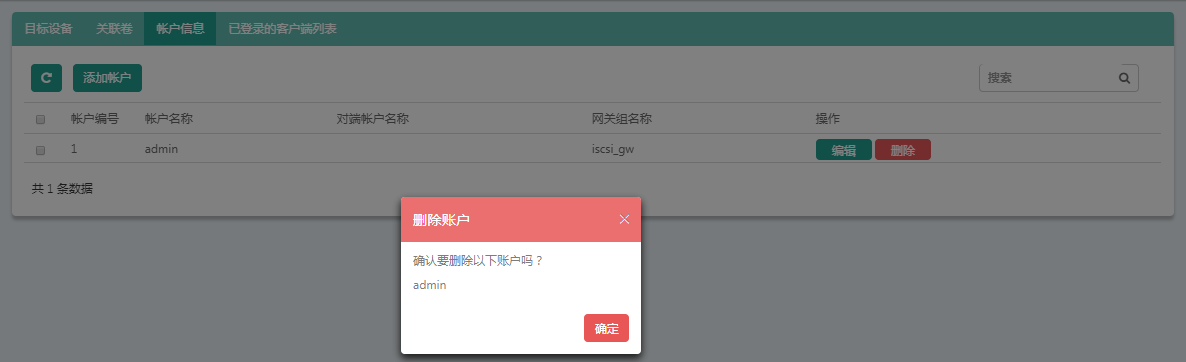 目标设备 关联卷 帐户信息 已登录的客户端列表
添加帐户 搜索
帐户编号 帐户名称 对端帐户名称 网关组名称 操作
1 admin iscsi_gw 编辑 删除
共 1 条数据
删除账户
确认要删除以下账户吗？
admin
确定